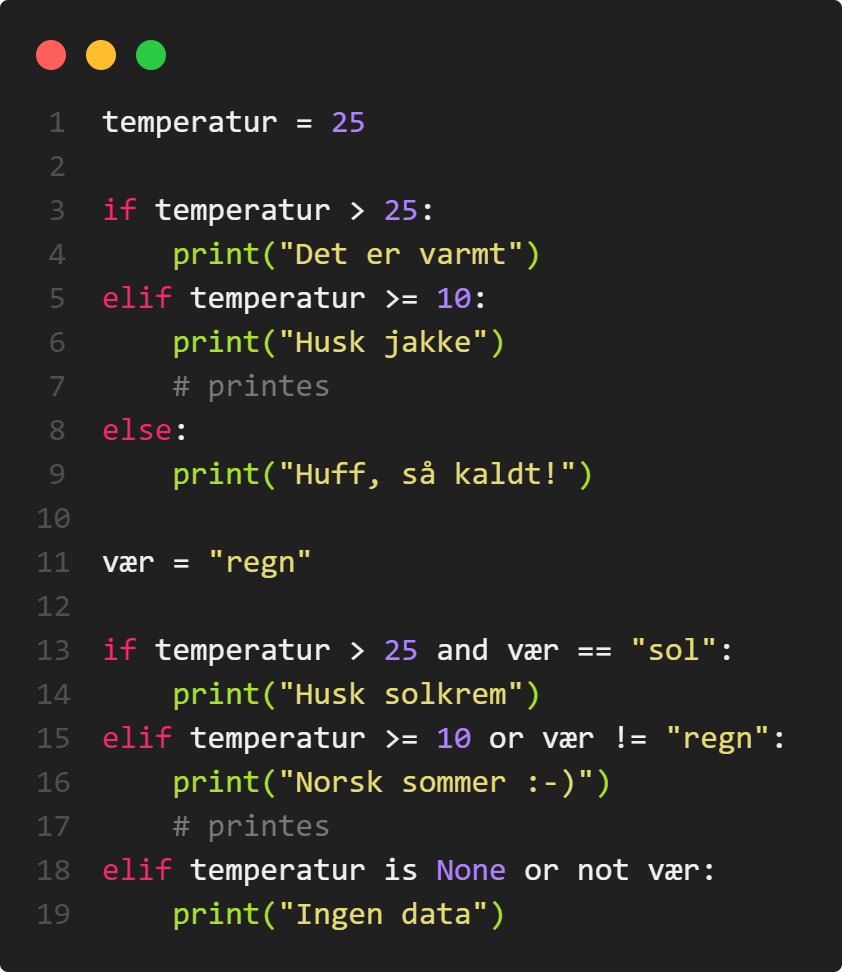 1 temperatur = 25
2
3 if temperatur > 25:
4     print("Det er varmt")
5 elif temperatur >= 10:
6     print("Husk jakke")
7     # printes
8 else:
9     print("Huff, så kaldt!")
10
11 vær = "regn"
12
13 if temperatur > 25 and vær == "sol":
14     print("Husk solkrem")
15 elif temperatur >= 10 or vær != "regn":
16     print("Norsk sommer :-)")
17     # printes
18 elif temperatur is None or not vær:
19     print("Ingen data")